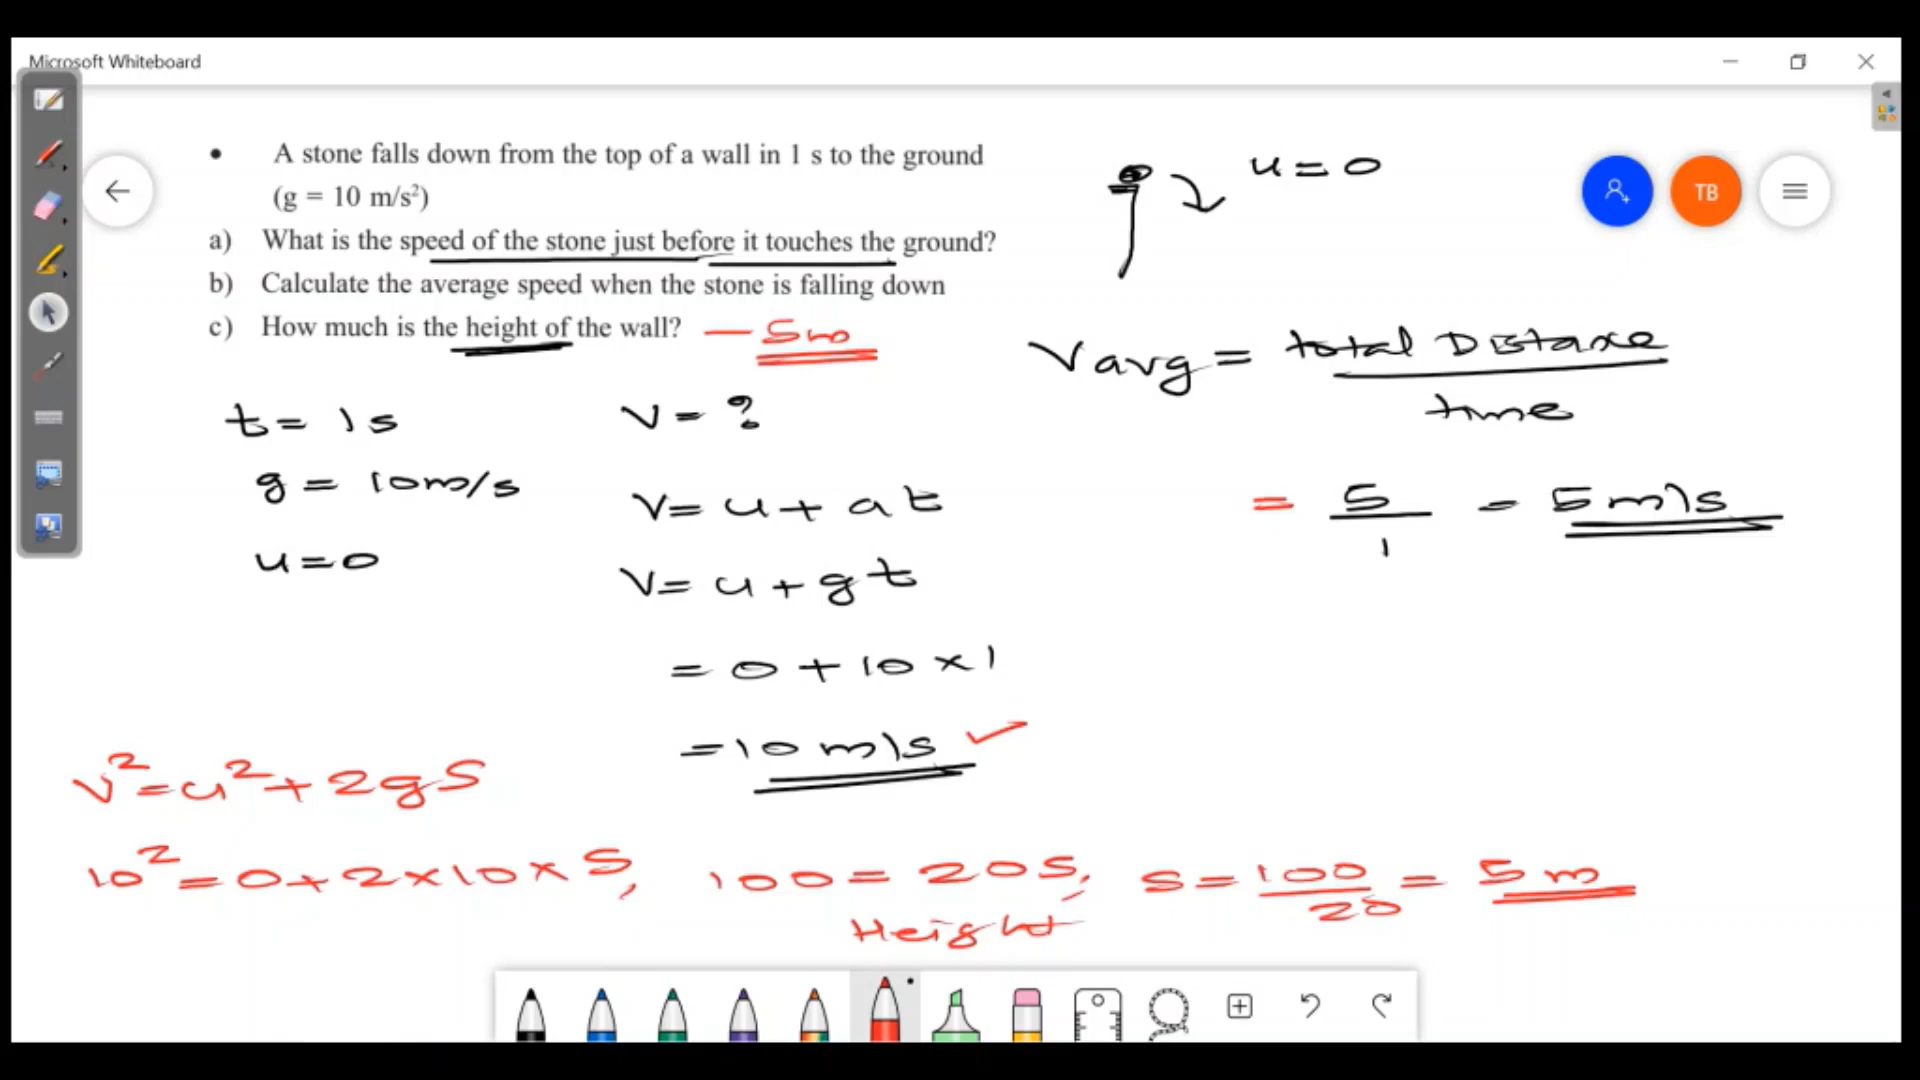 Microsoft Whiteboard
TB
• A stone falls down from the top of a wall in 1 s to the ground
(g = 10 m/s²)
a) What is the speed of the stone just before it touches the ground?
b) Calculate the average speed when the stone is falling down
c) How much is the height of the wall? — 5m
u = 0
V avg = total Distance / time
= 5 / 1 = 5 m/s
t = 1s
g = 10m/s
u = 0
V = ?
V = u + at
V = u + gt
= 0 + 10 × 1
= 10 m/s ✓
V² = u² + 2gS
10² = 0 + 2×10×S, 100 = 20S, S = 100/20 = 5m
Height